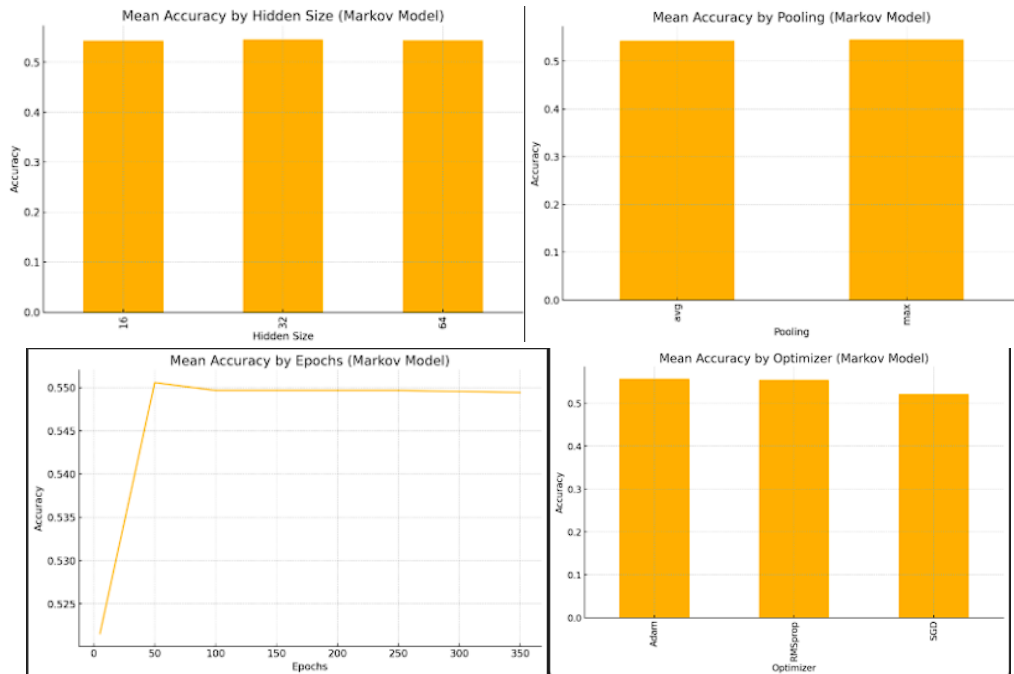 Mean Accuracy by Hidden Size (Markov Model)
0.5
0.4
0.3
0.2
0.1
0.0
Accuracy
16
32
64
Hidden Size
Mean Accuracy by Pooling (Markov Model)
0.5
0.4
0.3
0.2
0.1
0.0
Accuracy
avg
max
Pooling
Mean Accuracy by Epochs (Markov Model)
0.550
0.545
0.540
0.535
0.530
0.525
Accuracy
0 50 100 150 200 250 300 350
Epochs
Mean Accuracy by Optimizer (Markov Model)
0.5
0.4
0.3
0.2
0.1
0.0
Accuracy
Adam
RMSprop
SGD
Optimizer